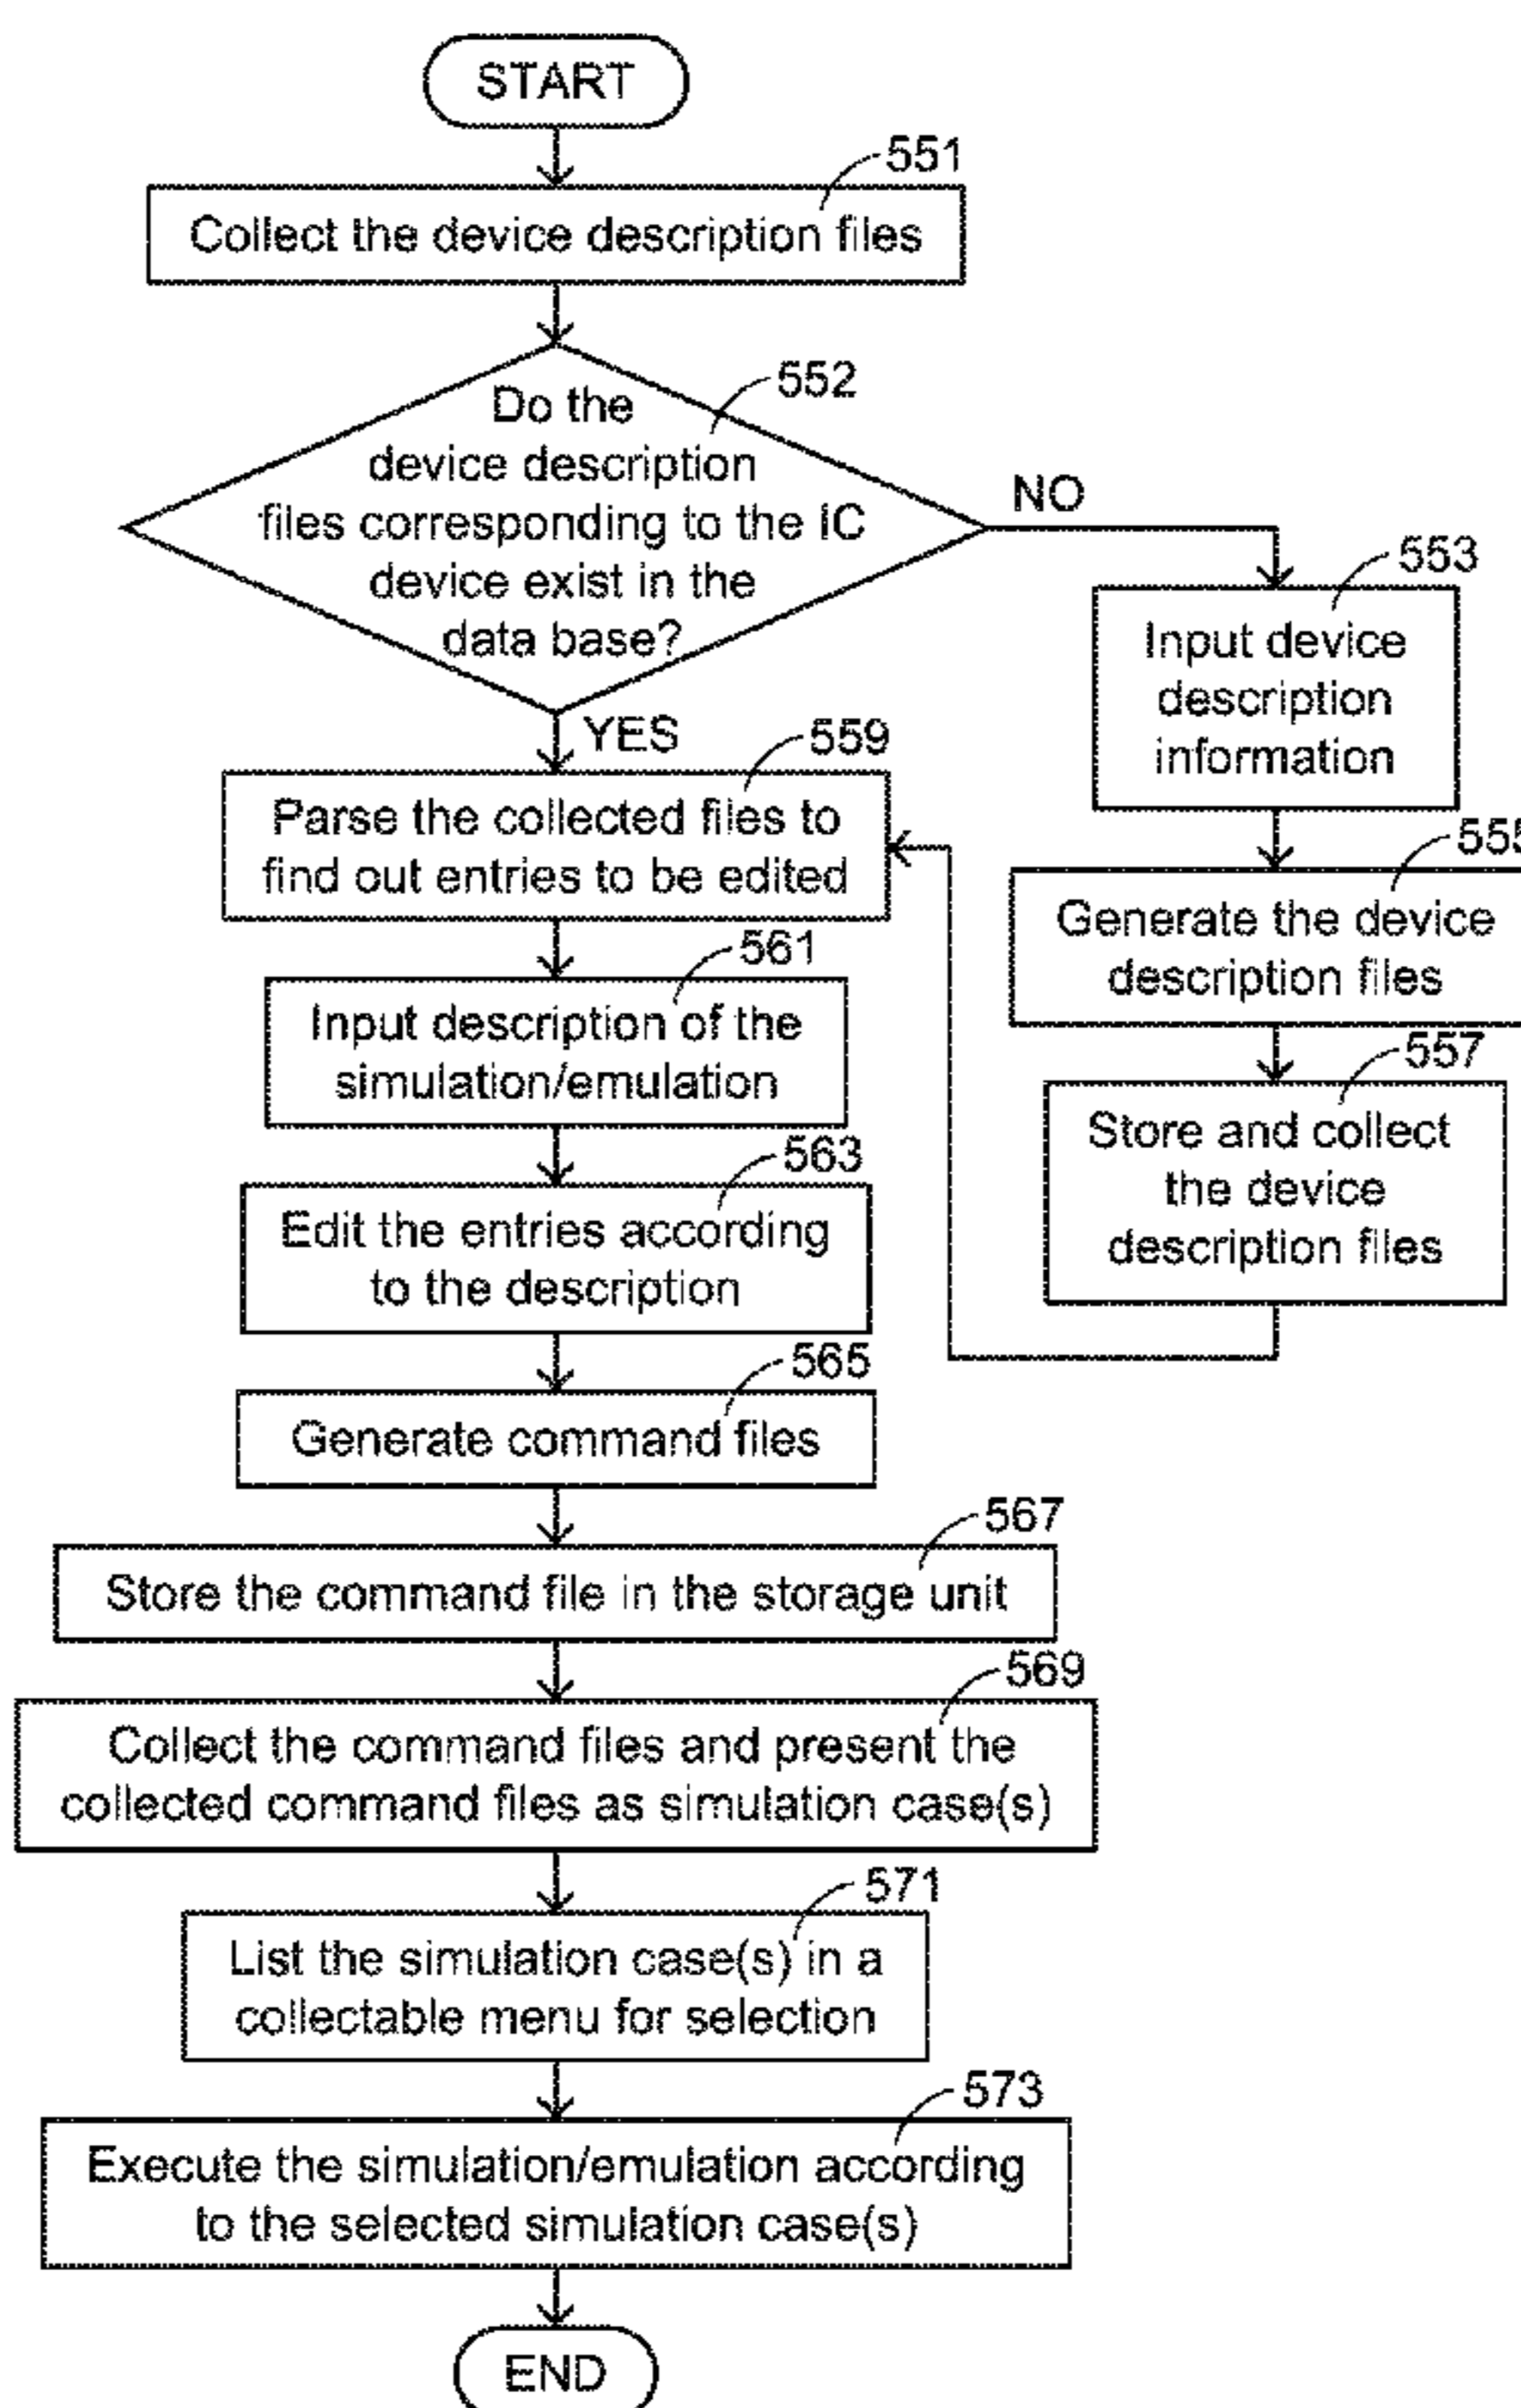 START
551
Collect the device description files
552
Do the
device description
files corresponding to the IC
device exist in the
data base?
NO
553
Input device
description
information
YES
559
Parse the collected files to
find out entries to be edited
555
Generate the device
description files
561
Input description of the
simulation/emulation
557
Store and collect
the device
description files
563
Edit the entries according
to the description
565
Generate command files
567
Store the command file in the storage unit
569
Collect the command files and present the
collected command files as simulation case(s)
571
List the simulation case(s) in a
collectable menu for selection
573
Execute the simulation/emulation according
to the selected simulation case(s)
END